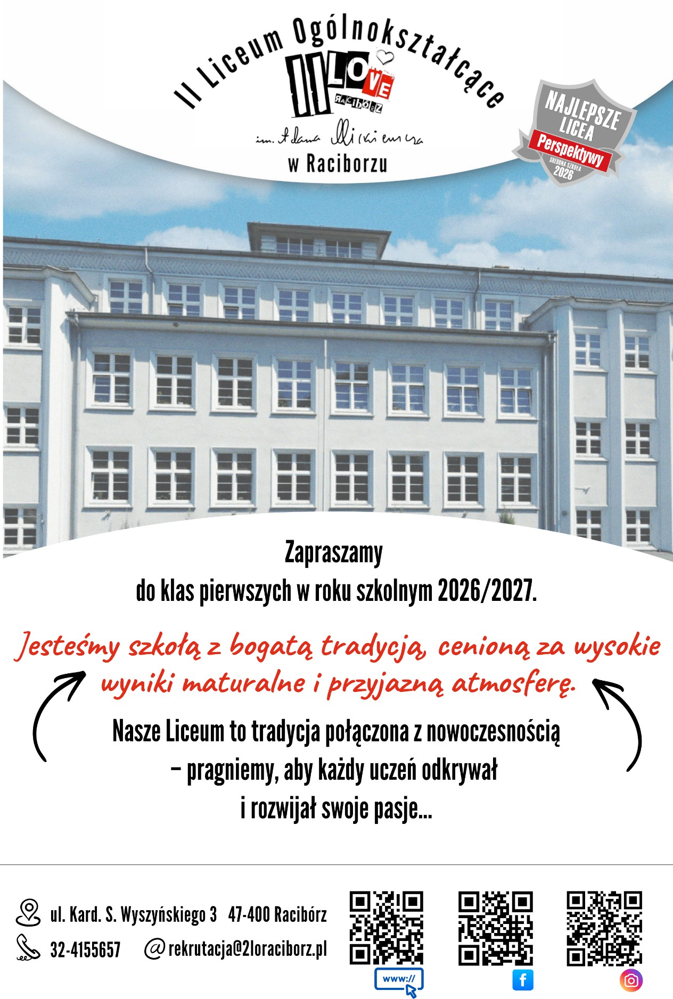 II Liceum Ogólnokształcące
II LOVE
RACIBÓRZ
im. Adama Mickiewicza
w Raciborzu
NAJLEPSZE
LICEA
Perspektywy
SREBRNA SZKOŁA
2026
Zapraszamy
do klas pierwszych w roku szkolnym 2026/2027.
Jesteśmy szkołą z bogatą tradycją, cenioną za wysokie
wyniki maturalne i przyjazną atmosferę.
Nasze Liceum to tradycja połączona z nowoczesnością
– pragniemy, aby każdy uczeń odkrywał
i rozwijał swoje pasje...
ul. Kard. S. Wyszyńskiego 3 47-400 Racibórz
32-4155657 @ rekrutacja@2loraciborz.pl
www://
f